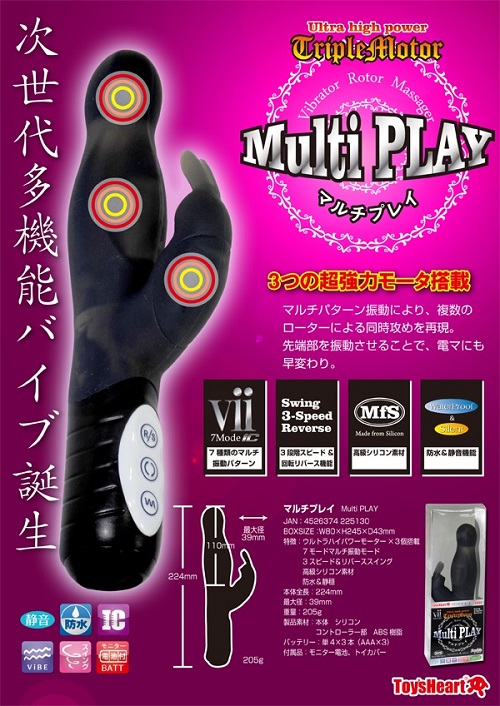 次世代多機能バイブ誕生
Ultra high power
TripleMotor
Vibrator Rotor Massager
Multi PLAY
マルチプレイ
3つの超強力モータ搭載
マルチパターン振動により、複数の
ローターによる同時攻めを再現。
先端部を振動させることで、電マにも
早変わり。
vii
7Mode IC
7種類のマルチ
振動パターン
Swing
3-Speed
Reverse
3段階スピード&
回転リバース機能
MfS
Made from Silicon
高級シリコン素材
WaterProof
&
Silent
防水&静音機能
R/S
静音
防水
IC
ViBE
スイング
モニター
電池付
BATT
224mm
110mm
最大径
39mm
205g
マルチプレイ Multi PLAY
JAN:4526374 225130
BOXSIZE:W80×H245×D43mm
特徴:ウルトラハイパワーモーター×3個搭載
7モードマルチ振動モード
3スピード&リバーススイング
高級シリコン素材
防水&静穏
本体全長:224mm
最大径:39mm
重量:205g
製品素材:本体 シリコン
コントローラー部 ABS樹脂
バッテリー:単4×3本(AAA×3)
付属品:モニター電池、トイカバー
Multi PLAY
ToysHeart